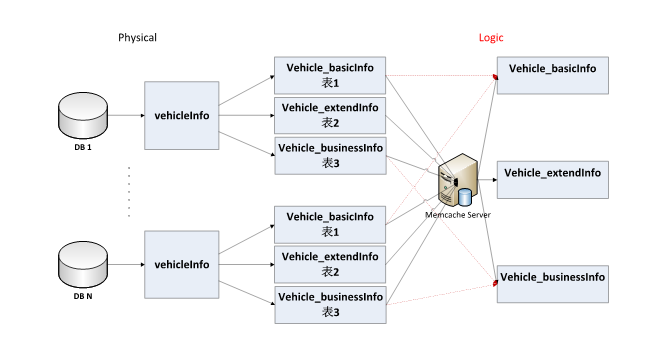 Physical
Logic
Vehicle_basicInfo
表1
Vehicle_basicInfo
vehicleInfo
Vehicle_extendInfo
表2
DB 1
Vehicle_businessInfo
表3
Vehicle_extendInfo
Memcache Server
Vehicle_basicInfo
表1
vehicleInfo
Vehicle_extendInfo
表2
Vehicle_businessInfo
DB N
Vehicle_businessInfo
表3